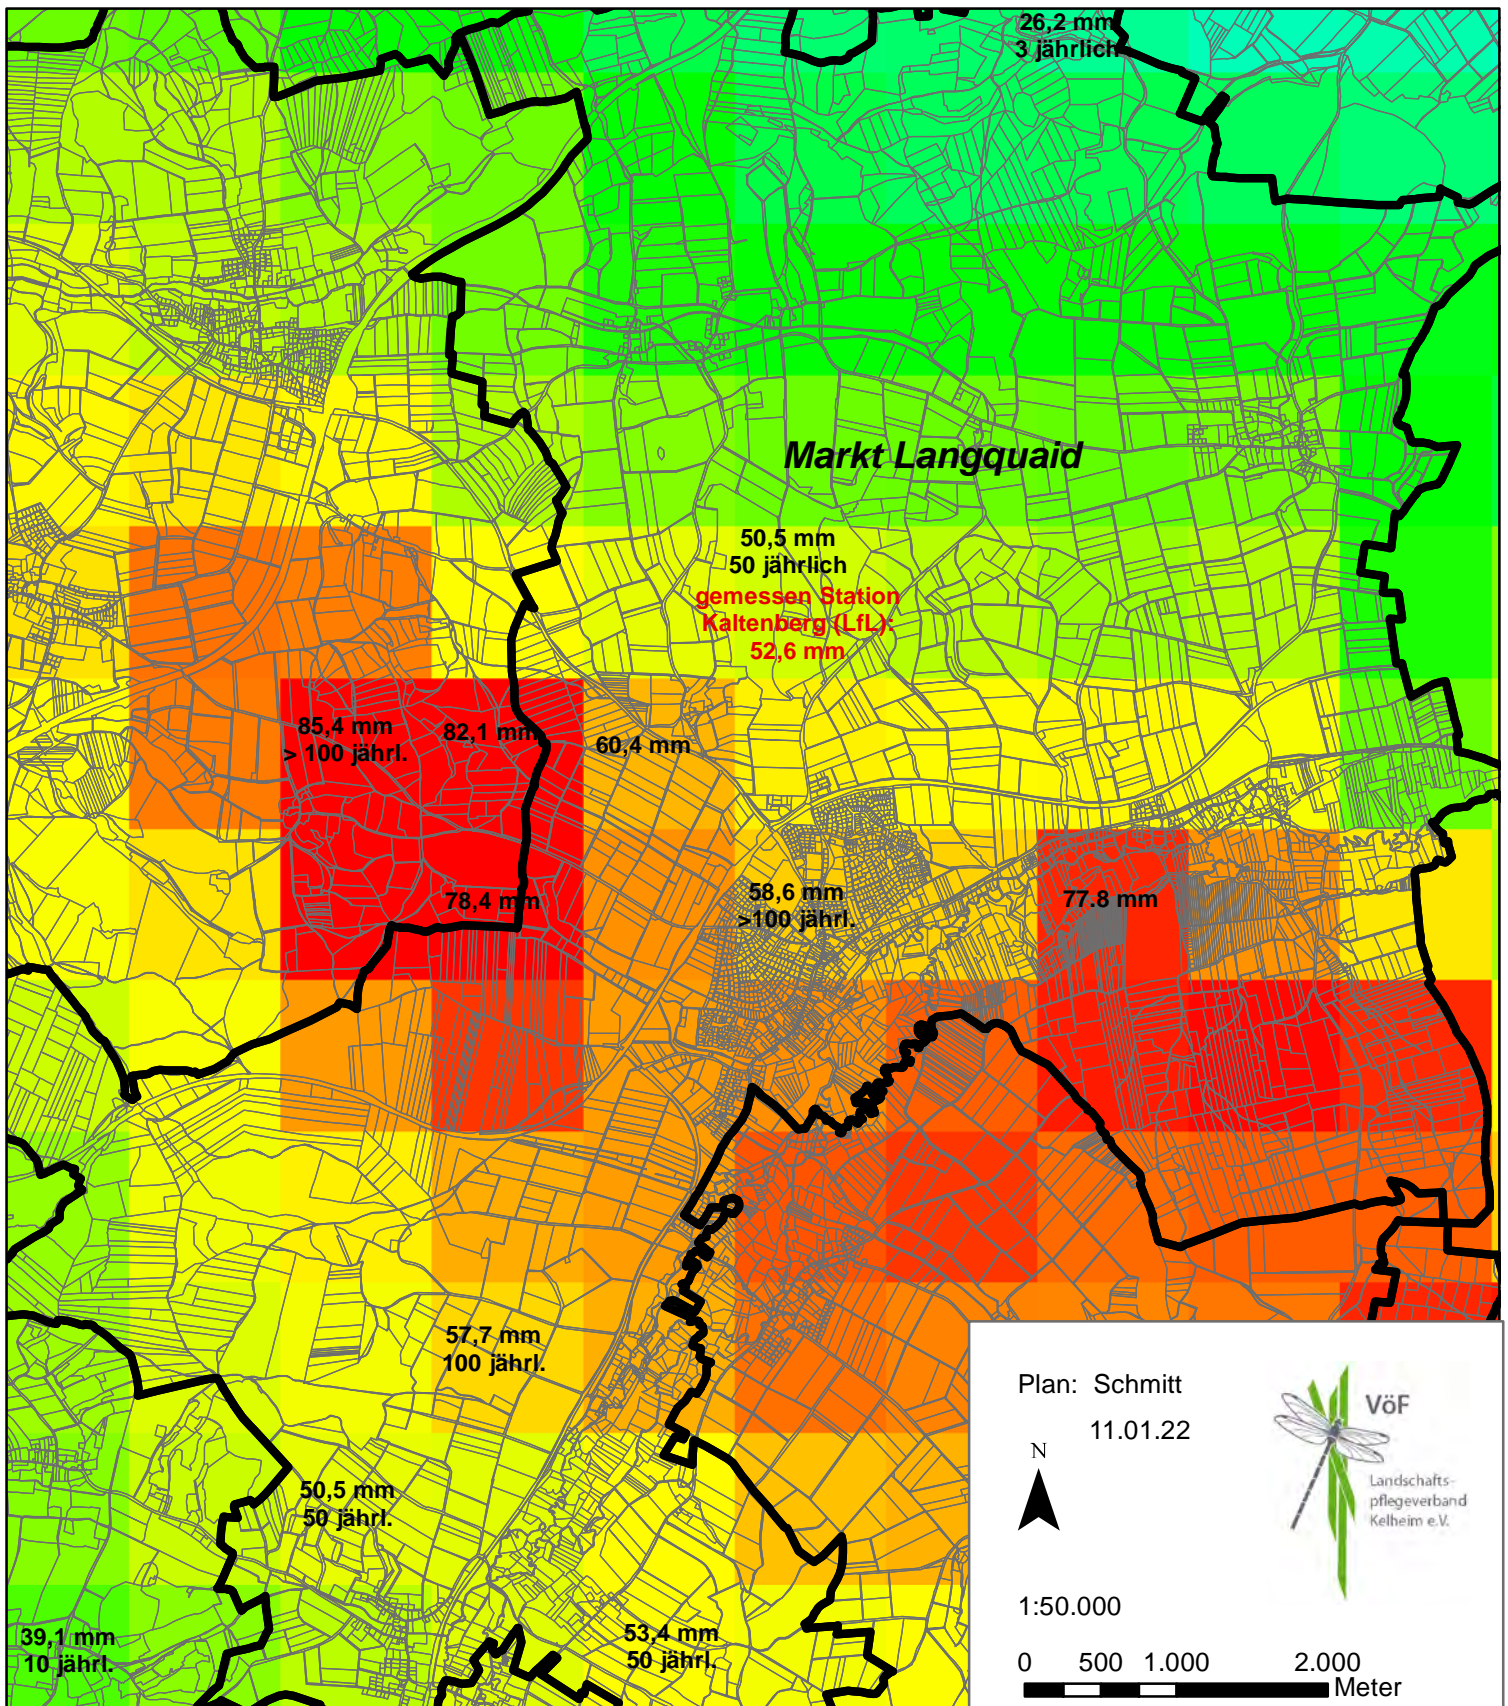 26,2 mm
3 jährlich
Markt Langquaid
50,5 mm
50 jährlich
gemessen Station
Kaltenberg (LfL):
52,6 mm
85,4 mm
> 100 jährl.
82,1 mm
60,4 mm
78,4 mm
58,6 mm
>100 jährl.
77.8 mm
57,7 mm
100 jährl.
50,5 mm
50 jährl.
39,1 mm
10 jährl.
53,4 mm
50 jährl.
Plan: Schmitt
11.01.22
N
VöF
Landschafts-
pflegeverband
Kelheim e.V.
1:50.000
0 500 1.000 2.000
Meter